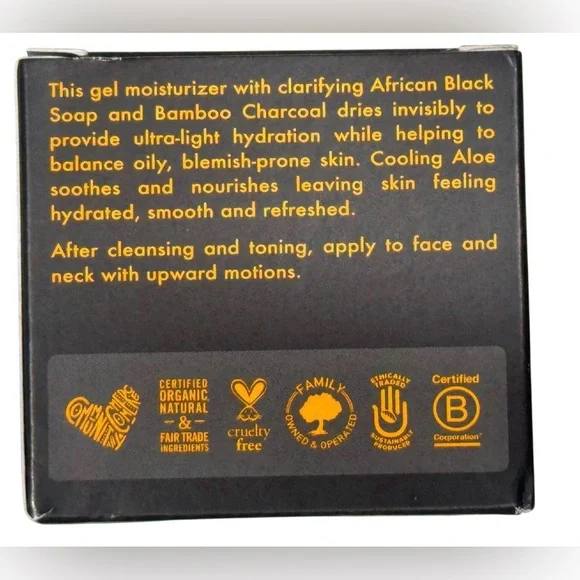 This gel moisturizer with clarifying African Black
Soap and Bamboo Charcoal dries invisibly to
provide ultra-light hydration while helping to
balance oily, blemish-prone skin. Cooling Aloe
soothes and nourishes leaving skin feeling
hydrated, smooth and refreshed.
After cleansing and toning, apply to face and
neck with upward motions.
CERTIFIED
ORGANIC,
NATURAL
&
FAIR TRADE
INGREDIENTS
cruelty
free
FAMILY
OWNED & OPERATED
ETHICALLY
TRADED
SUSTAINABLY
PRODUCED
Certified
B
Corporation